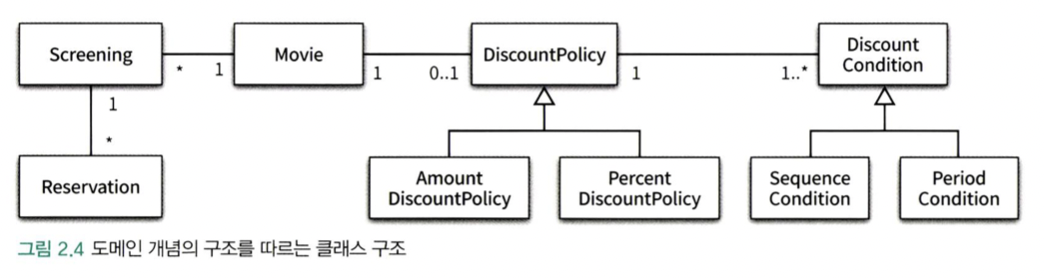 Screening
*
1
Movie
1
0..1
DiscountPolicy
1
1..*
Discount
Condition
1
*
Reservation
Amount
DiscountPolicy
Percent
DiscountPolicy
Sequence
Condition
Period
Condition
그림 2.4 도메인 개념의 구조를 따르는 클래스 구조